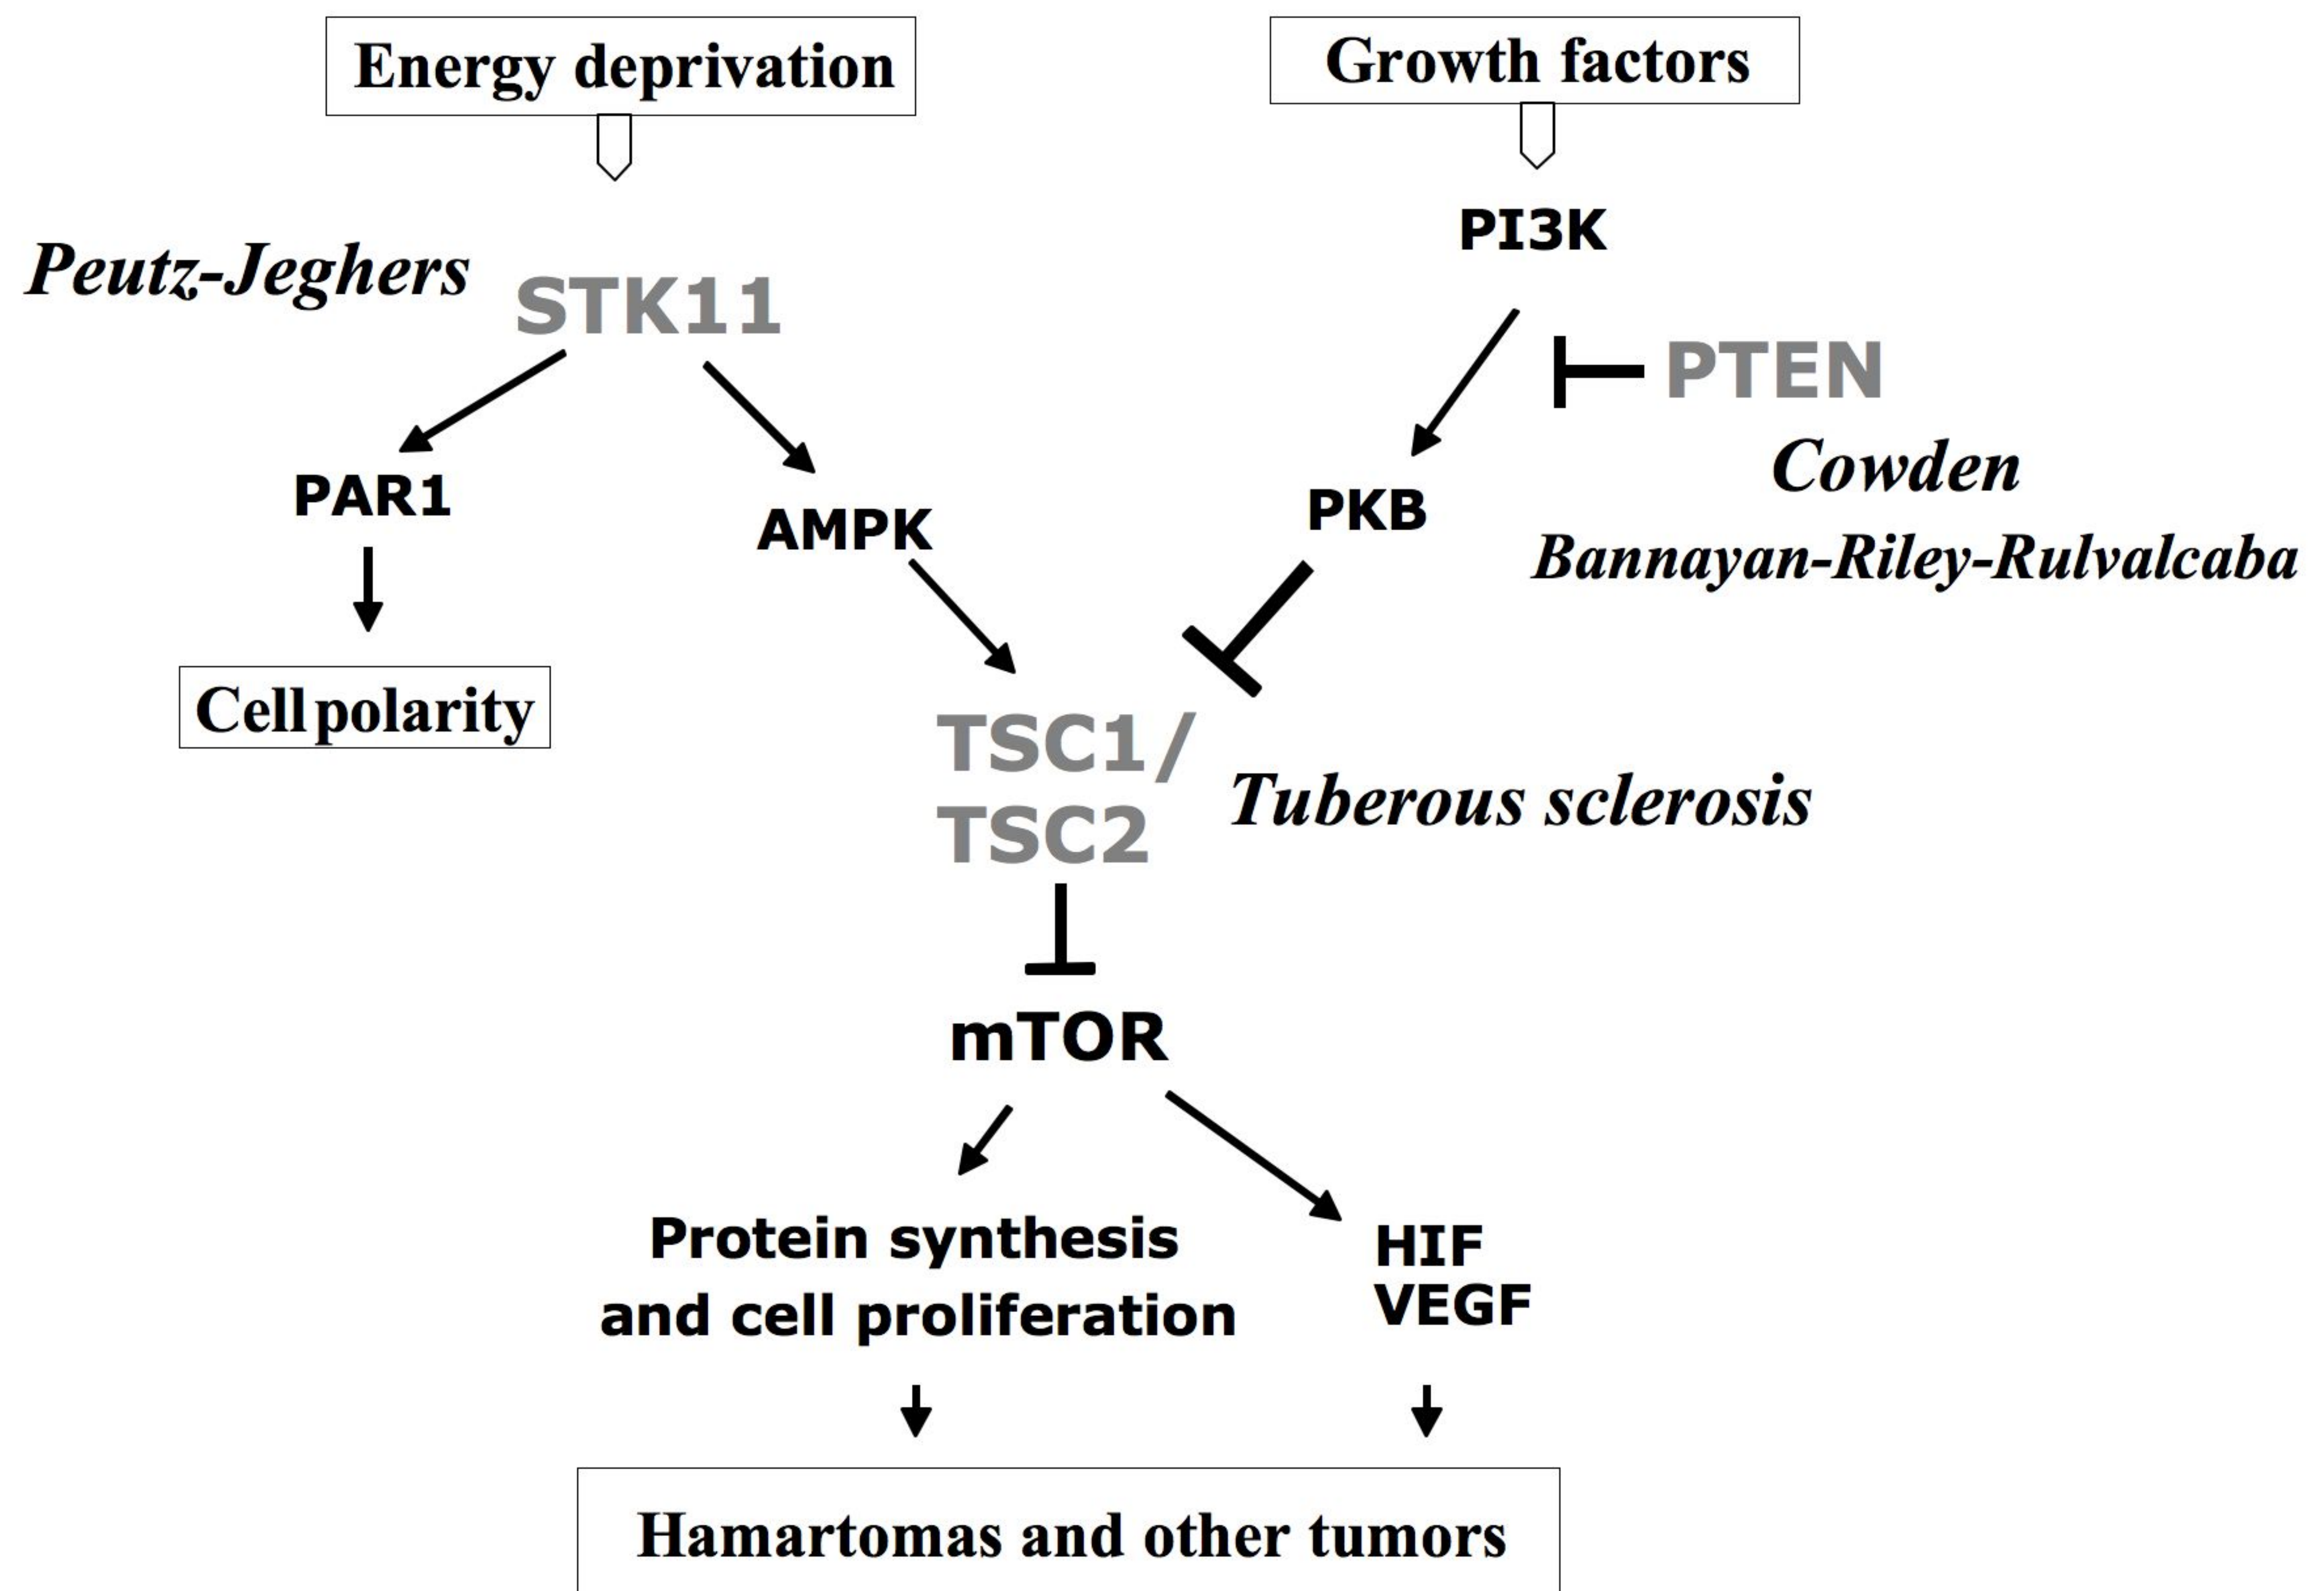 Energy deprivation
Growth factors
PI3K
Peutz-Jeghers
STK11
PTEN
Cowden
Bannayan-Riley-Rulvalcaba
PAR1
AMPK
PKB
Cell polarity
TSC1/
TSC2
Tuberous sclerosis
mTOR
Protein synthesis
and cell proliferation
HIF
VEGF
Hamartomas and other tumors